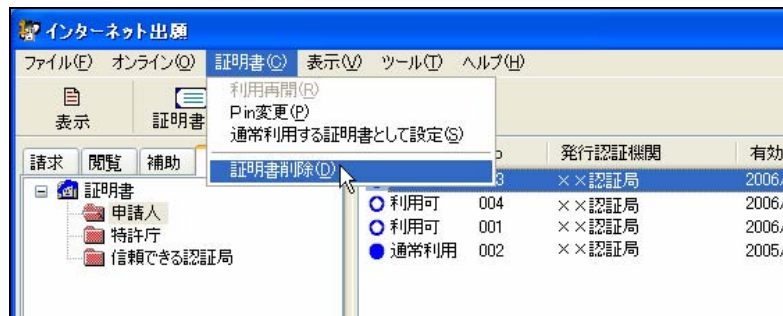 インターネット出願
ファイル(F) オンライン(O) 証明書(C) 表示(V) ツール(T) ヘルプ(H)
表示 証明書
利用再開(R)
Pin変更(P)
通常利用する証明書として設定(S)
証明書削除(D)
請求 閲覧 補助
発行認証機関 有効
証明書
申請人
特許庁
信頼できる認証局
3 ××認証局 2006/
利用可 004 ××認証局 2006/
利用可 001 ××認証局 2006/
通常利用 002 ××認証局 2005/